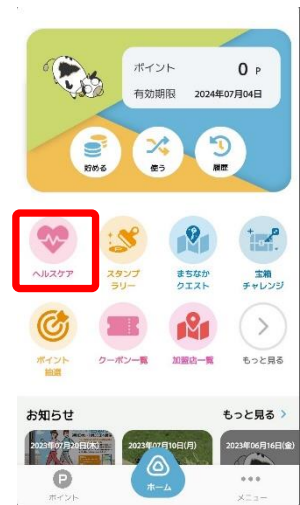 ポイント 0 P
有効期限 2024年07月04日
貯める 使う 履歴
ヘルスケア スタンプラリー まちなかクエスト 宝箱チャレンジ
ポイント抽選 クーポン一覧 加盟店一覧 もっと見る
お知らせ もっと見る
2023年07月20日(木) 2023年07月10日(月) 2023年06月16日(金)
P
ポイント ホーム メニュー